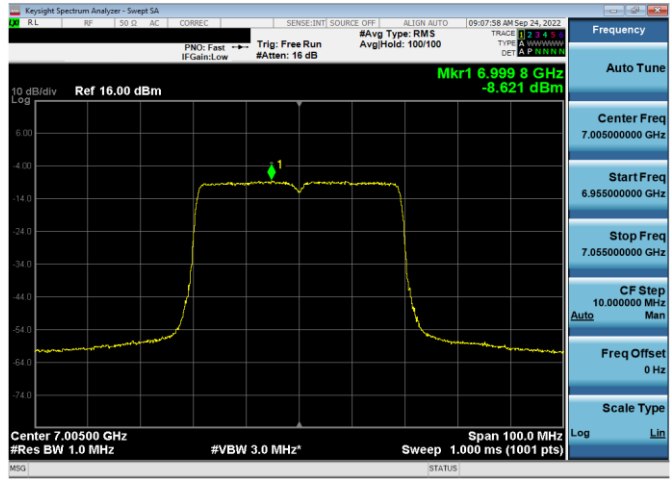 Keysight Spectrum Analyzer - Swept SA
RL RF 50 Ω AC CORREC SENSE:INT SOURCE OFF ALIGN AUTO 09:07:58 AM Sep 24, 2022
PNO: Fast
IFGain:Low
Trig: Free Run
#Atten: 16 dB
#Avg Type: RMS
Avg|Hold: 100/100
TRACE 1 2 3 4 5 6
TYPE A WWWWW
DET A P N N N N
Mkr1 6.999 8 GHz
-8.621 dBm
10 dB/div
Log
Ref 16.00 dBm
6.00
-4.00
-14.0
-24.0
-34.0
-44.0
-54.0
-64.0
-74.0
1
Center 7.00500 GHz
#Res BW 1.0 MHz
#VBW 3.0 MHz*
Span 100.0 MHz
Sweep 1.000 ms (1001 pts)
MSG
STATUS
Frequency
Auto Tune
Center Freq
7.005000000 GHz
Start Freq
6.955000000 GHz
Stop Freq
7.055000000 GHz
CF Step
10.000000 MHz
Auto Man
Freq Offset
0 Hz
Scale Type
Log Lin